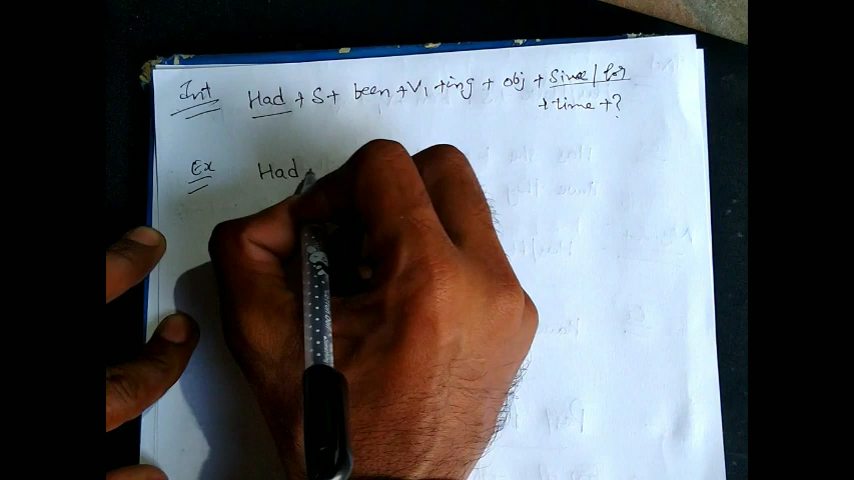 Int Had + S + been + V1 + ing + obj + Since / for
+ time + ?
Ex Had